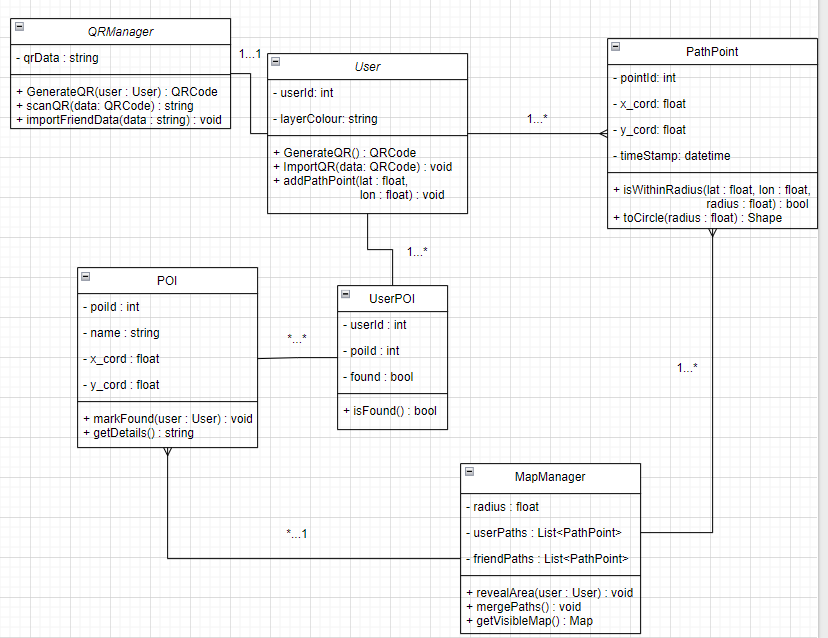 QRManager
- qrData : string
+ GenerateQR(user : User) : QRCode
+ scanQR(data: QRCode) : string
+ importFriendData(data : string) : void
1...1
User
- userId: int
- layerColour: string
+ GenerateQR() : QRCode
+ ImportQR(data: QRCode) : void
+ addPathPoint(lat : float,
lon : float) : void
1...*
PathPoint
- pointId: int
- x_cord: float
- y_cord: float
- timeStamp: datetime
+ isWithinRadius(lat : float, lon : float,
radius : float) : bool
+ toCircle(radius : float) : Shape
1...*
POI
- poiId : int
- name : string
- x_cord : float
- y_cord : float
+ markFound(user : User) : void
+ getDetails() : string
*...*
UserPOI
- userId : int
- poiId : int
- found : bool
+ isFound() : bool
1...*
*...1
MapManager
- radius : float
- userPaths : List<PathPoint>
- friendPaths : List<PathPoint>
+ revealArea(user : User) : void
+ mergePaths() : void
+ getVisibleMap() : Map